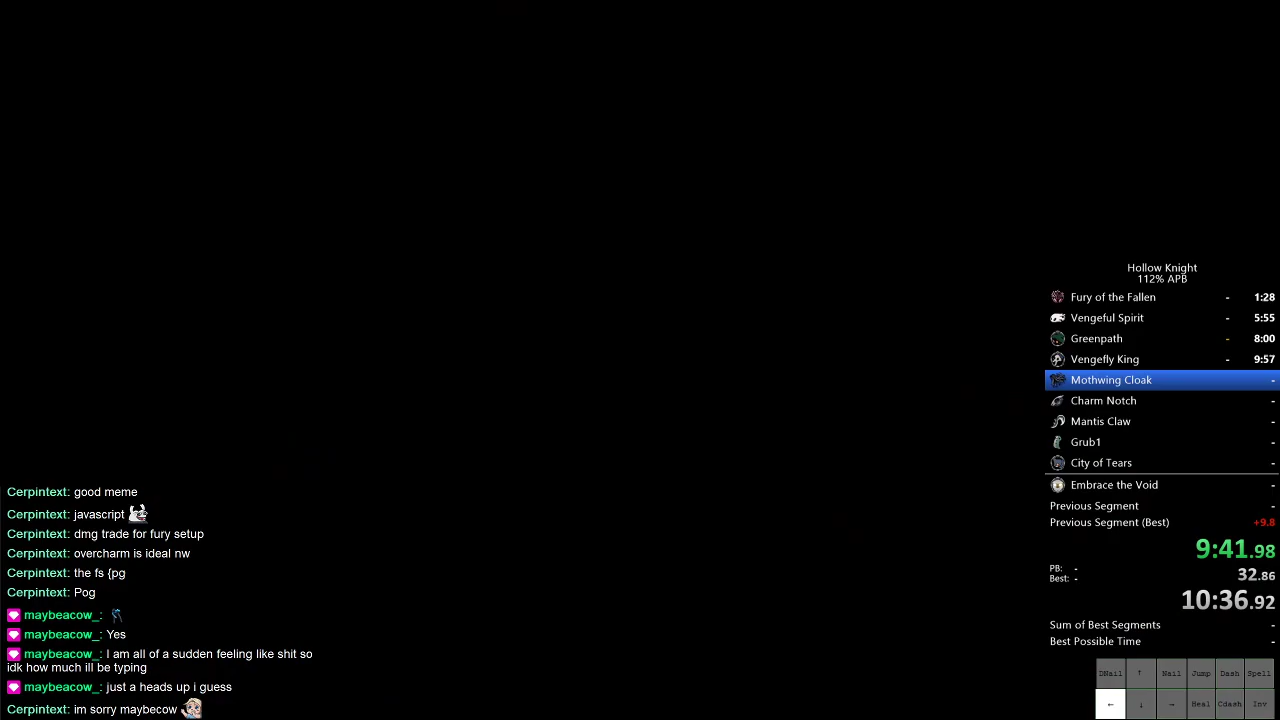 Hollow Knight
112% APB
Fury of the Fallen - 1:28
Vengeful Spirit - 5:55
Greenpath - 8:00
Vengefly King - 9:57
Mothwing Cloak -
Charm Notch -
Mantis Claw -
Grub1 -
City of Tears -
Embrace the Void -
Previous Segment -
Previous Segment (Best) +9.8
9:41.98
PB: -
Best: -
32.86
10:36.92
Sum of Best Segments -
Best Possible Time -
DNail ↑ Nail Jump Dash Spell
← ↓ → Heal Cdash Inv
Cerpintext: good meme
Cerpintext: javascript
Cerpintext: dmg trade for fury setup
Cerpintext: overcharm is ideal nw
Cerpintext: the fs {pg
Cerpintext: Pog
maybeacow_:
maybeacow_: Yes
maybeacow_: I am all of a sudden feeling like shit so
idk how much ill be typing
maybeacow_: just a heads up i guess
Cerpintext: im sorry maybecow